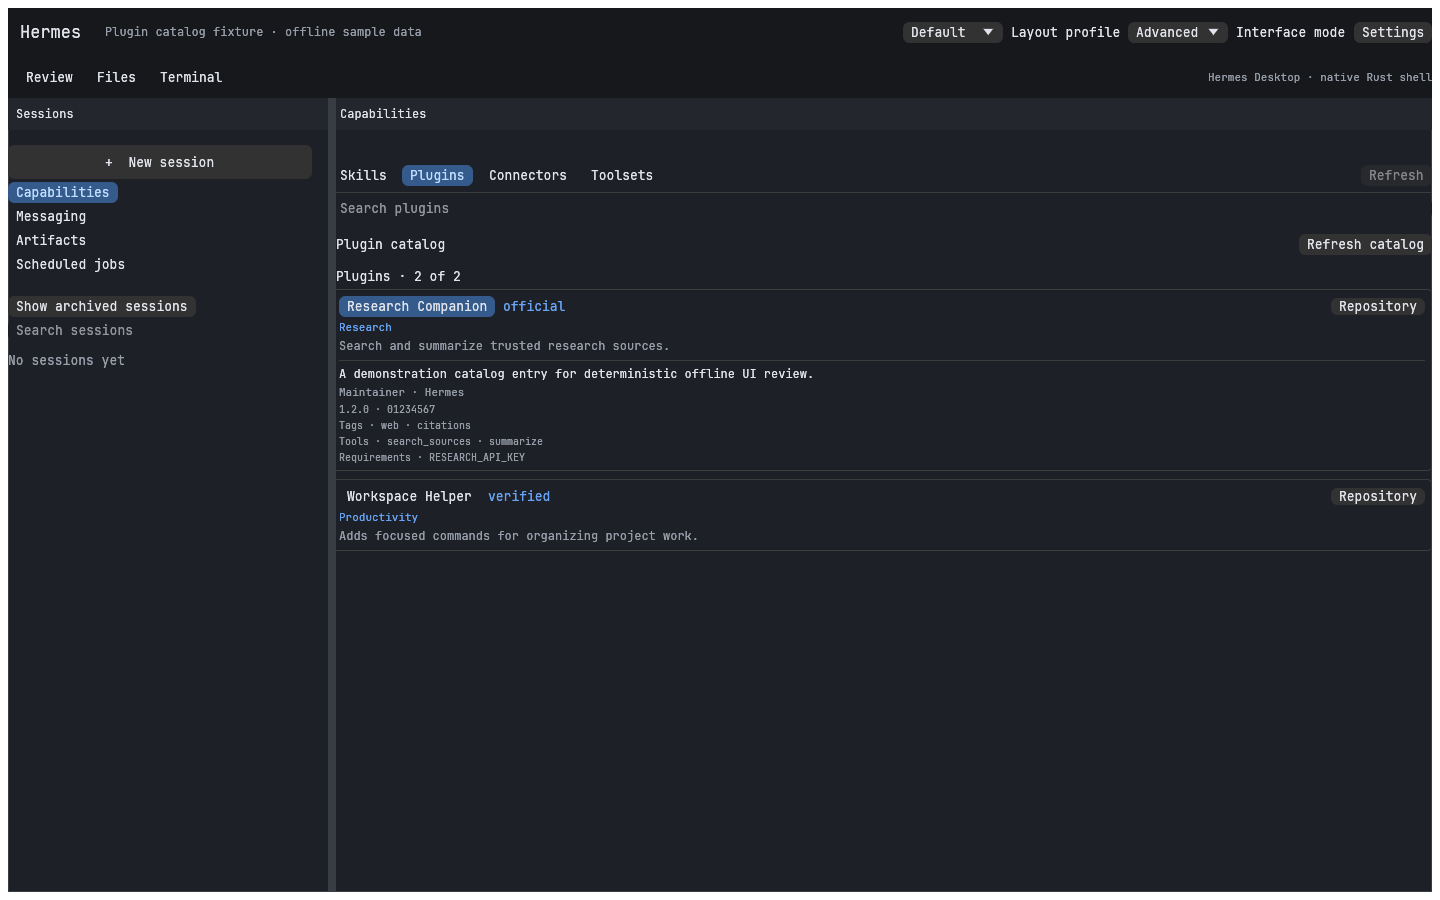 Hermes Plugin catalog fixture · offline sample data Default Layout profile Advanced Interface mode Settings
Review Files Terminal Hermes Desktop · native Rust shell
Sessions
+ New session
Capabilities
Messaging
Artifacts
Scheduled jobs
Show archived sessions
Search sessions
No sessions yet
Capabilities
Skills Plugins Connectors Toolsets Refresh
Search plugins
Plugin catalog Refresh catalog
Plugins · 2 of 2
Research Companion official Repository
Research
Search and summarize trusted research sources.
A demonstration catalog entry for deterministic offline UI review.
Maintainer · Hermes
1.2.0 · 01234567
Tags · web · citations
Tools · search_sources · summarize
Requirements · RESEARCH_API_KEY
Workspace Helper verified Repository
Productivity
Adds focused commands for organizing project work.